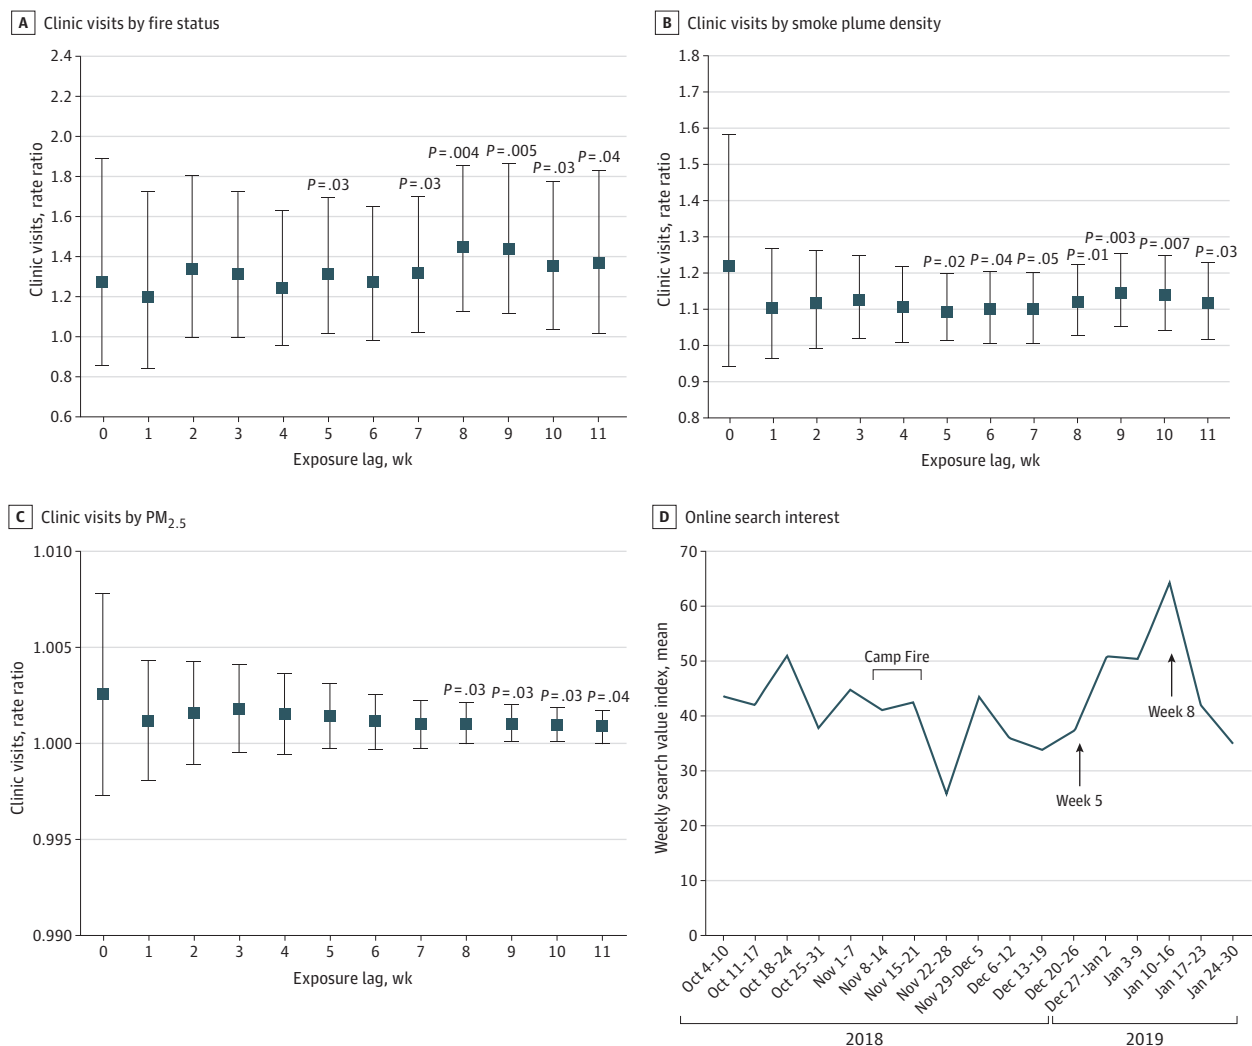 A Clinic visits by fire status
Clinic visits, rate ratio
2.4
2.2
2.0
1.8
1.6
1.4
1.2
1.0
0.8
0.6
P = .03
P = .03
P = .004
P = .005
P = .03
P = .04
0 1 2 3 4 5 6 7 8 9 10 11
Exposure lag, wk
B Clinic visits by smoke plume density
Clinic visits, rate ratio
1.8
1.7
1.6
1.5
1.4
1.3
1.2
1.1
1.0
0.9
0.8
P = .02
P = .04
P = .05
P = .01
P = .003
P = .007
P = .03
0 1 2 3 4 5 6 7 8 9 10 11
Exposure lag, wk
C Clinic visits by PM2.5
Clinic visits, rate ratio
1.010
1.005
1.000
0.995
0.990
P = .03
P = .03
P = .03
P = .04
0 1 2 3 4 5 6 7 8 9 10 11
Exposure lag, wk
D Online search interest
Weekly search value index, mean
70
60
50
40
30
20
10
0
Camp Fire
Week 5
Week 8
Oct 4-10
Oct 11-17
Oct 18-24
Oct 25-31
Nov 1-7
Nov 8-14
Nov 15-21
Nov 22-28
Nov 29-Dec 5
Dec 6-12
Dec 13-19
Dec 20-26
Dec 27-Jan 2
Jan 3-9
Jan 10-16
Jan 17-23
Jan 24-30
2018
2019